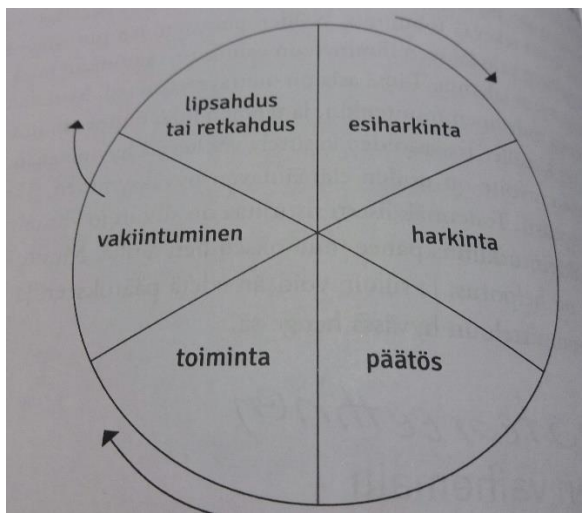 lipsahdus
tai retkahdus
esiharkinta
vakiintuminen
harkinta
toiminta
päätös